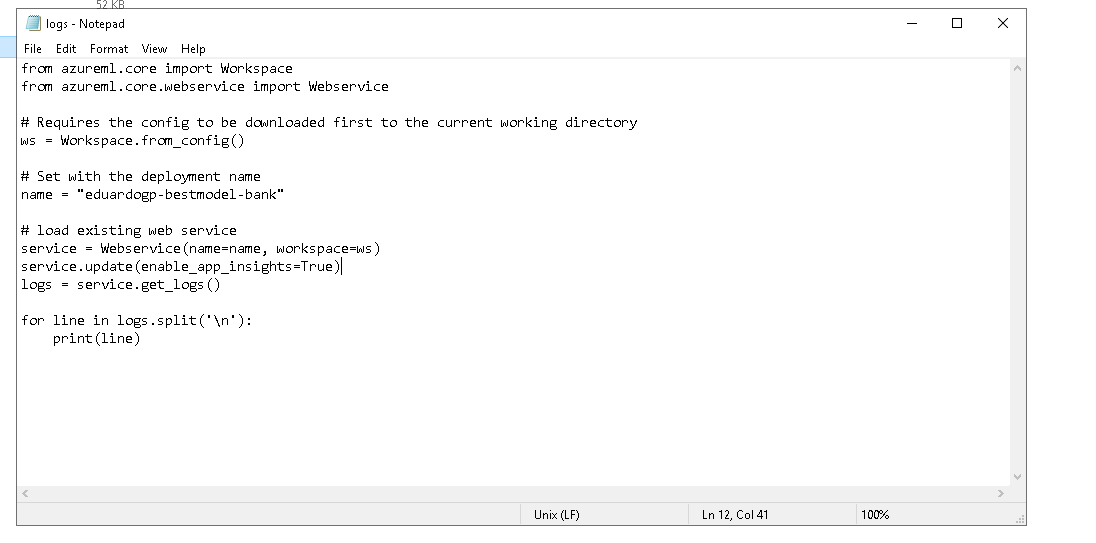 52 KB
logs - Notepad
File Edit Format View Help
from azureml.core import Workspace
from azureml.core.webservice import Webservice
# Requires the config to be downloaded first to the current working directory
ws = Workspace.from_config()
# Set with the deployment name
name = "eduardogp-bestmodel-bank"
# load existing web service
service = Webservice(name=name, workspace=ws)
service.update(enable_app_insights=True)
logs = service.get_logs()
for line in logs.split('\n'):
    print(line)
Unix (LF) Ln 12, Col 41 100%